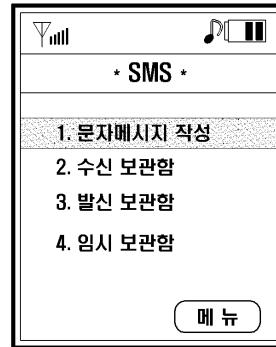 * SMS *
1. 문자메시지 작성
2. 수신 보관함
3. 발신 보관함
4. 임시 보관함
메 뉴